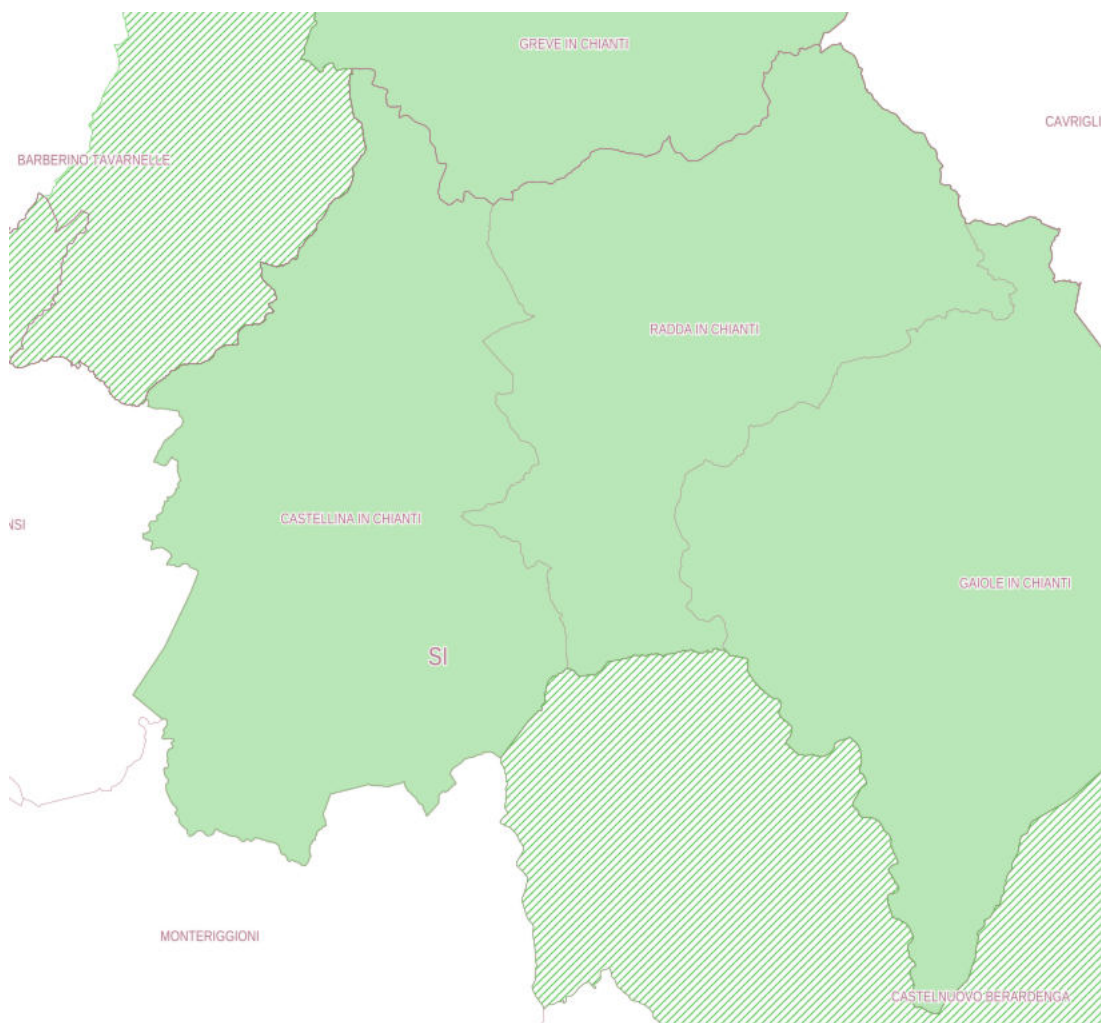 GREVE IN CHIANTI
CAVRIGLI
BARBERINO TAVARNELLE
RADDA IN CHIANTI
CASTELLINA IN CHIANTI
NSI
GAIOLE IN CHIANTI
SI
MONTERIGGIONI
CASTELNUOVO BERARDENGA